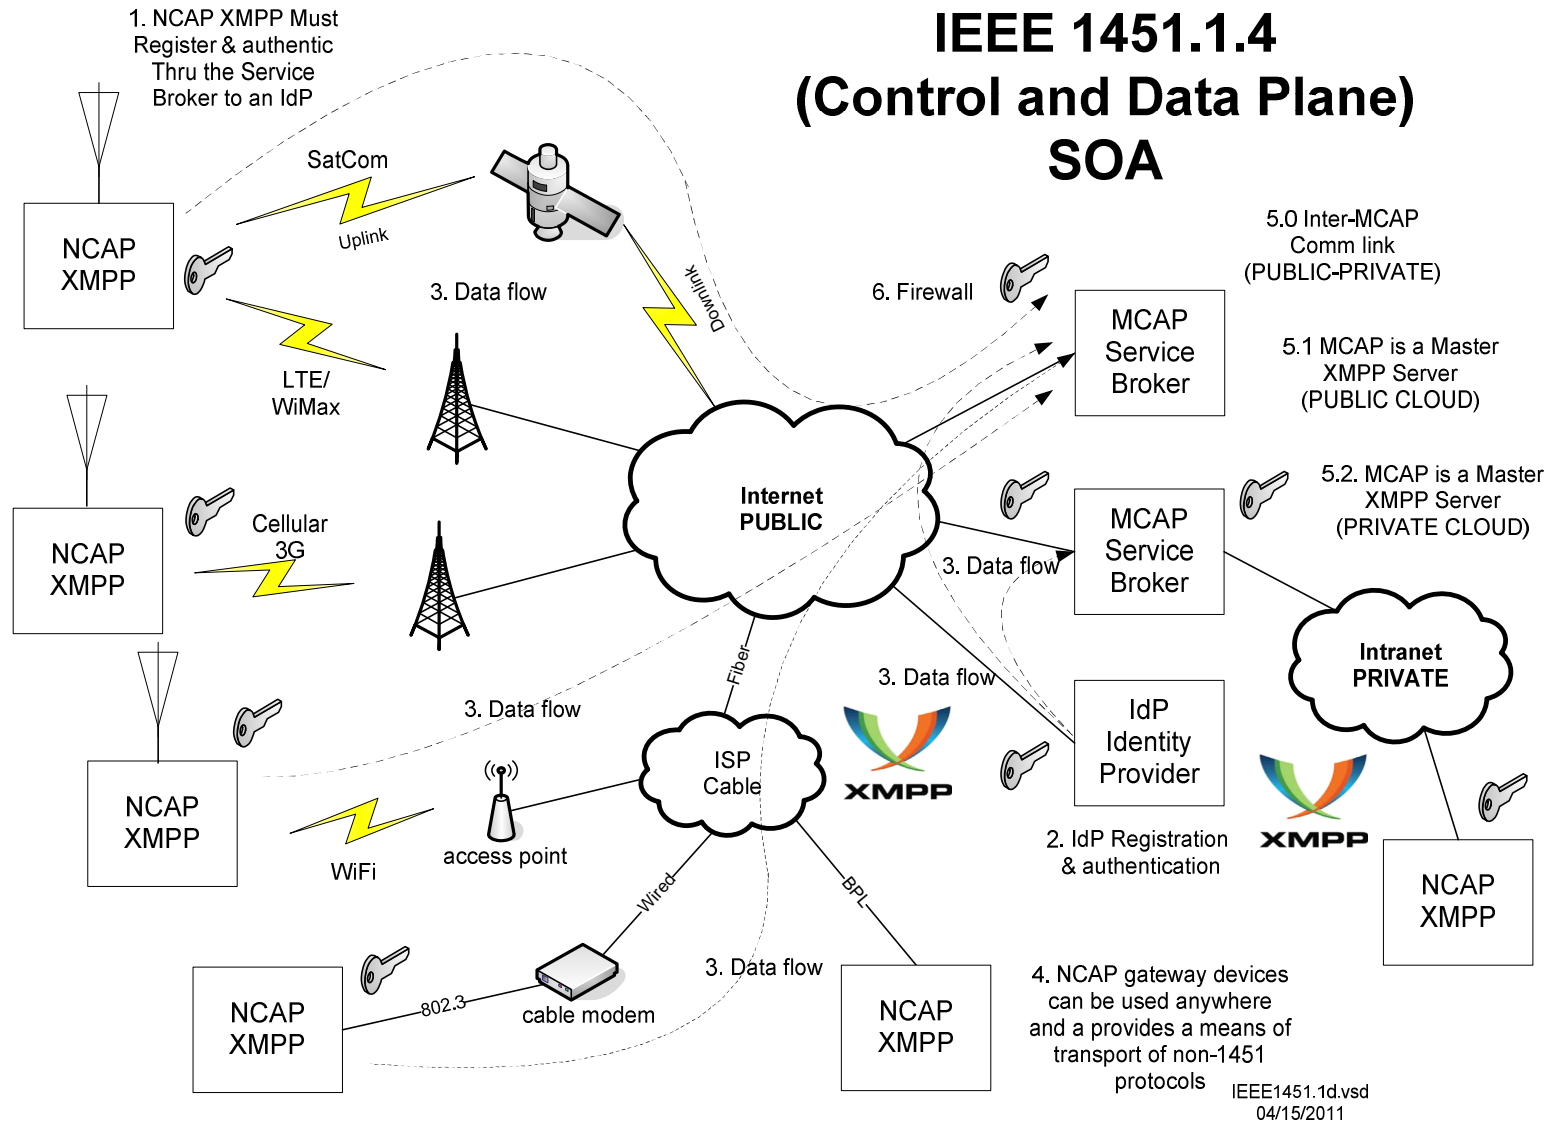 IEEE 1451.1.4
(Control and Data Plane)
SOA
1. NCAP XMPP Must
Register & authentic
Thru the Service
Broker to an IdP
SatCom
Uplink
NCAP
XMPP
3. Data flow
Downlink
LTE/
WiMax
6. Firewall
MCAP
Service
Broker
5.0 Inter-MCAP
Comm link
(PUBLIC-PRIVATE)
5.1 MCAP is a Master
XMPP Server
(PUBLIC CLOUD)
5.2. MCAP is a Master
XMPP Server
(PRIVATE CLOUD)
Internet
PUBLIC
NCAP
XMPP
Cellular
3G
MCAP
Service
Broker
3. Data flow
Intranet
PRIVATE
Fiber
3. Data flow
3. Data flow
IdP
Identity
Provider
ISP
Cable
XMPP
XMPP
NCAP
XMPP
WiFi
access point
2. IdP Registration
& authentication
NCAP
XMPP
Wired
BPL
3. Data flow
NCAP
XMPP
802.3
cable modem
NCAP
XMPP
4. NCAP gateway devices
can be used anywhere
and a provides a means of
transport of non-1451
protocols
IEEE1451.1d.vsd
04/15/2011